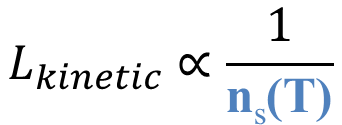 L_kinetic ∝ 1 / n_s(T)